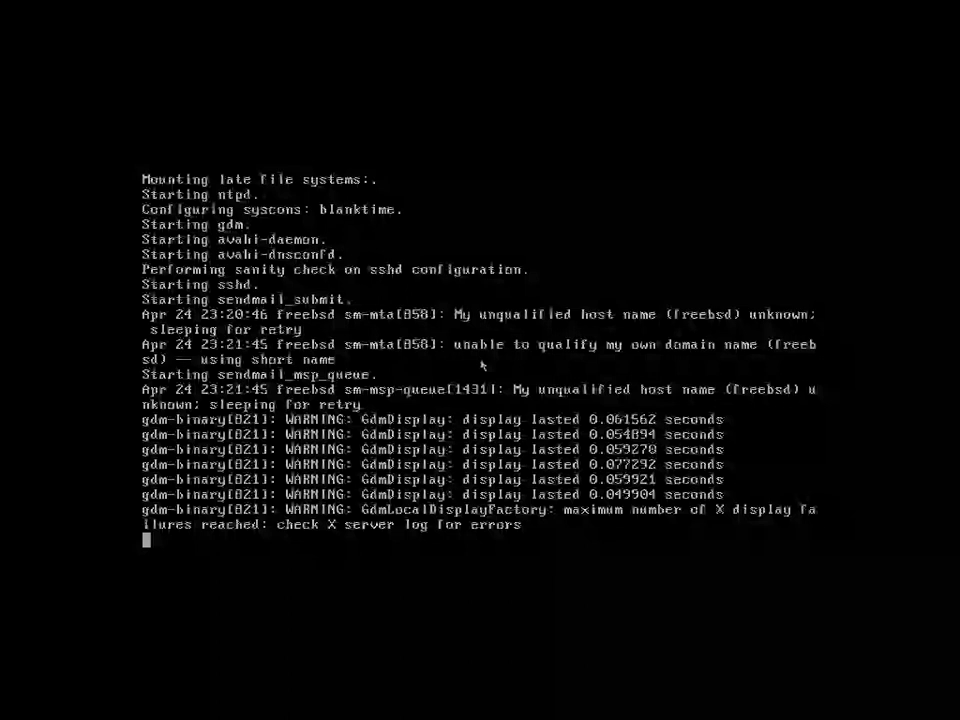 Mounting late file systems:.
Starting ntpd.
Configuring syscons: blanktime.
Starting gdm.
Starting avahi-daemon.
Starting avahi-dnsconfd.
Performing sanity check on sshd configuration.
Starting sshd.
Starting sendmail_submit.
Apr 24 23:20:46 freebsd sm-mta[858]: My unqualified host name (freebsd) unknown;
 sleeping for retry
Apr 24 23:21:45 freebsd sm-mta[858]: unable to qualify my own domain name (freeb
sd) -- using short name
Starting sendmail_msp_queue.
Apr 24 23:21:45 freebsd sm-msp-queue[1431]: My unqualified host name (freebsd) u
nknown; sleeping for retry
gdm-binary[821]: WARNING: GdmDisplay: display lasted 0.061562 seconds
gdm-binary[821]: WARNING: GdmDisplay: display lasted 0.054894 seconds
gdm-binary[821]: WARNING: GdmDisplay: display lasted 0.059270 seconds
gdm-binary[821]: WARNING: GdmDisplay: display lasted 0.077292 seconds
gdm-binary[821]: WARNING: GdmDisplay: display lasted 0.059921 seconds
gdm-binary[821]: WARNING: GdmDisplay: display lasted 0.049904 seconds
gdm-binary[821]: WARNING: GdmLocalDisplayFactory: maximum number of X display fa
ilures reached: check X server log for errors